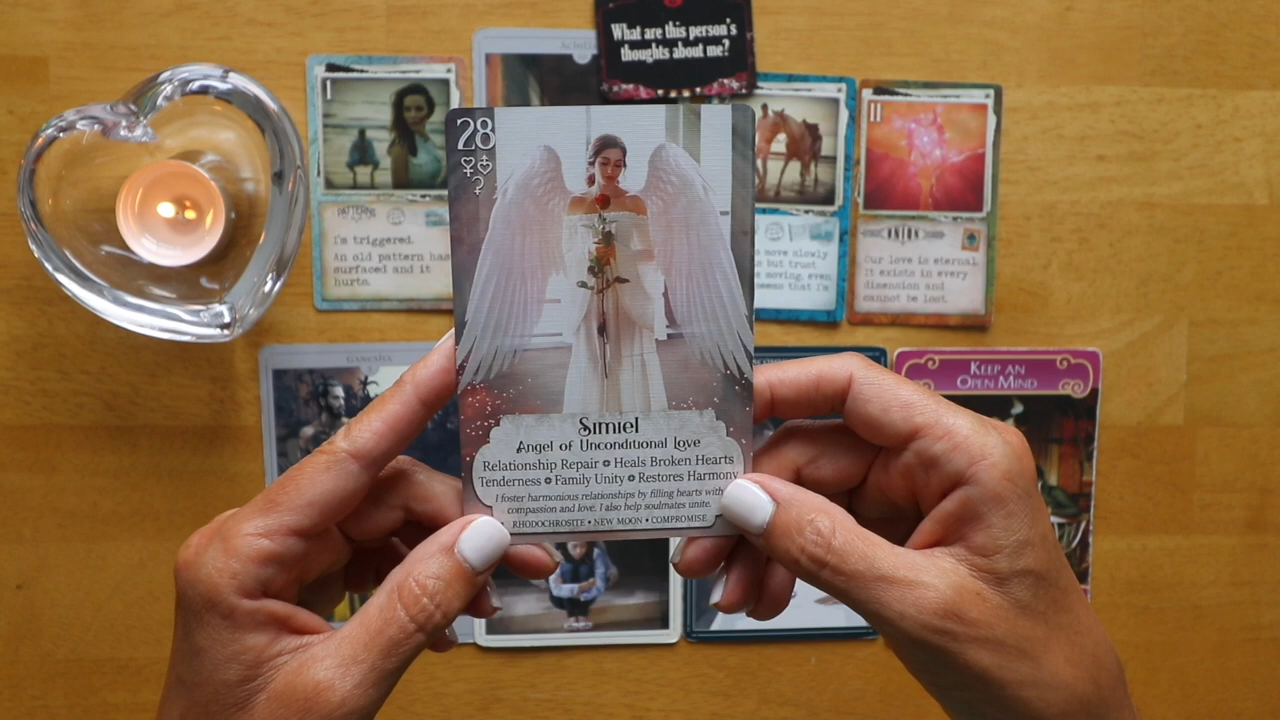 What are this person's
thoughts about me?
I
PATTERNS
I'm triggered.
An old pattern has
surfaced and it
hurts.
move slowly
but trust
moving, even
that I'm
II
UNION
Our love is eternal.
It exists in every
dimension and
cannot be lost.
28
Simiel
Angel of Unconditional Love
Relationship Repair Heals Broken Hearts
Tenderness Family Unity Restores Harmony
I foster harmonious relationships by filling hearts with
compassion and love. I also help soulmates unite.
RHODOCHROSITE • NEW MOON • COMPROMISE
KEEP AN
OPEN MIND